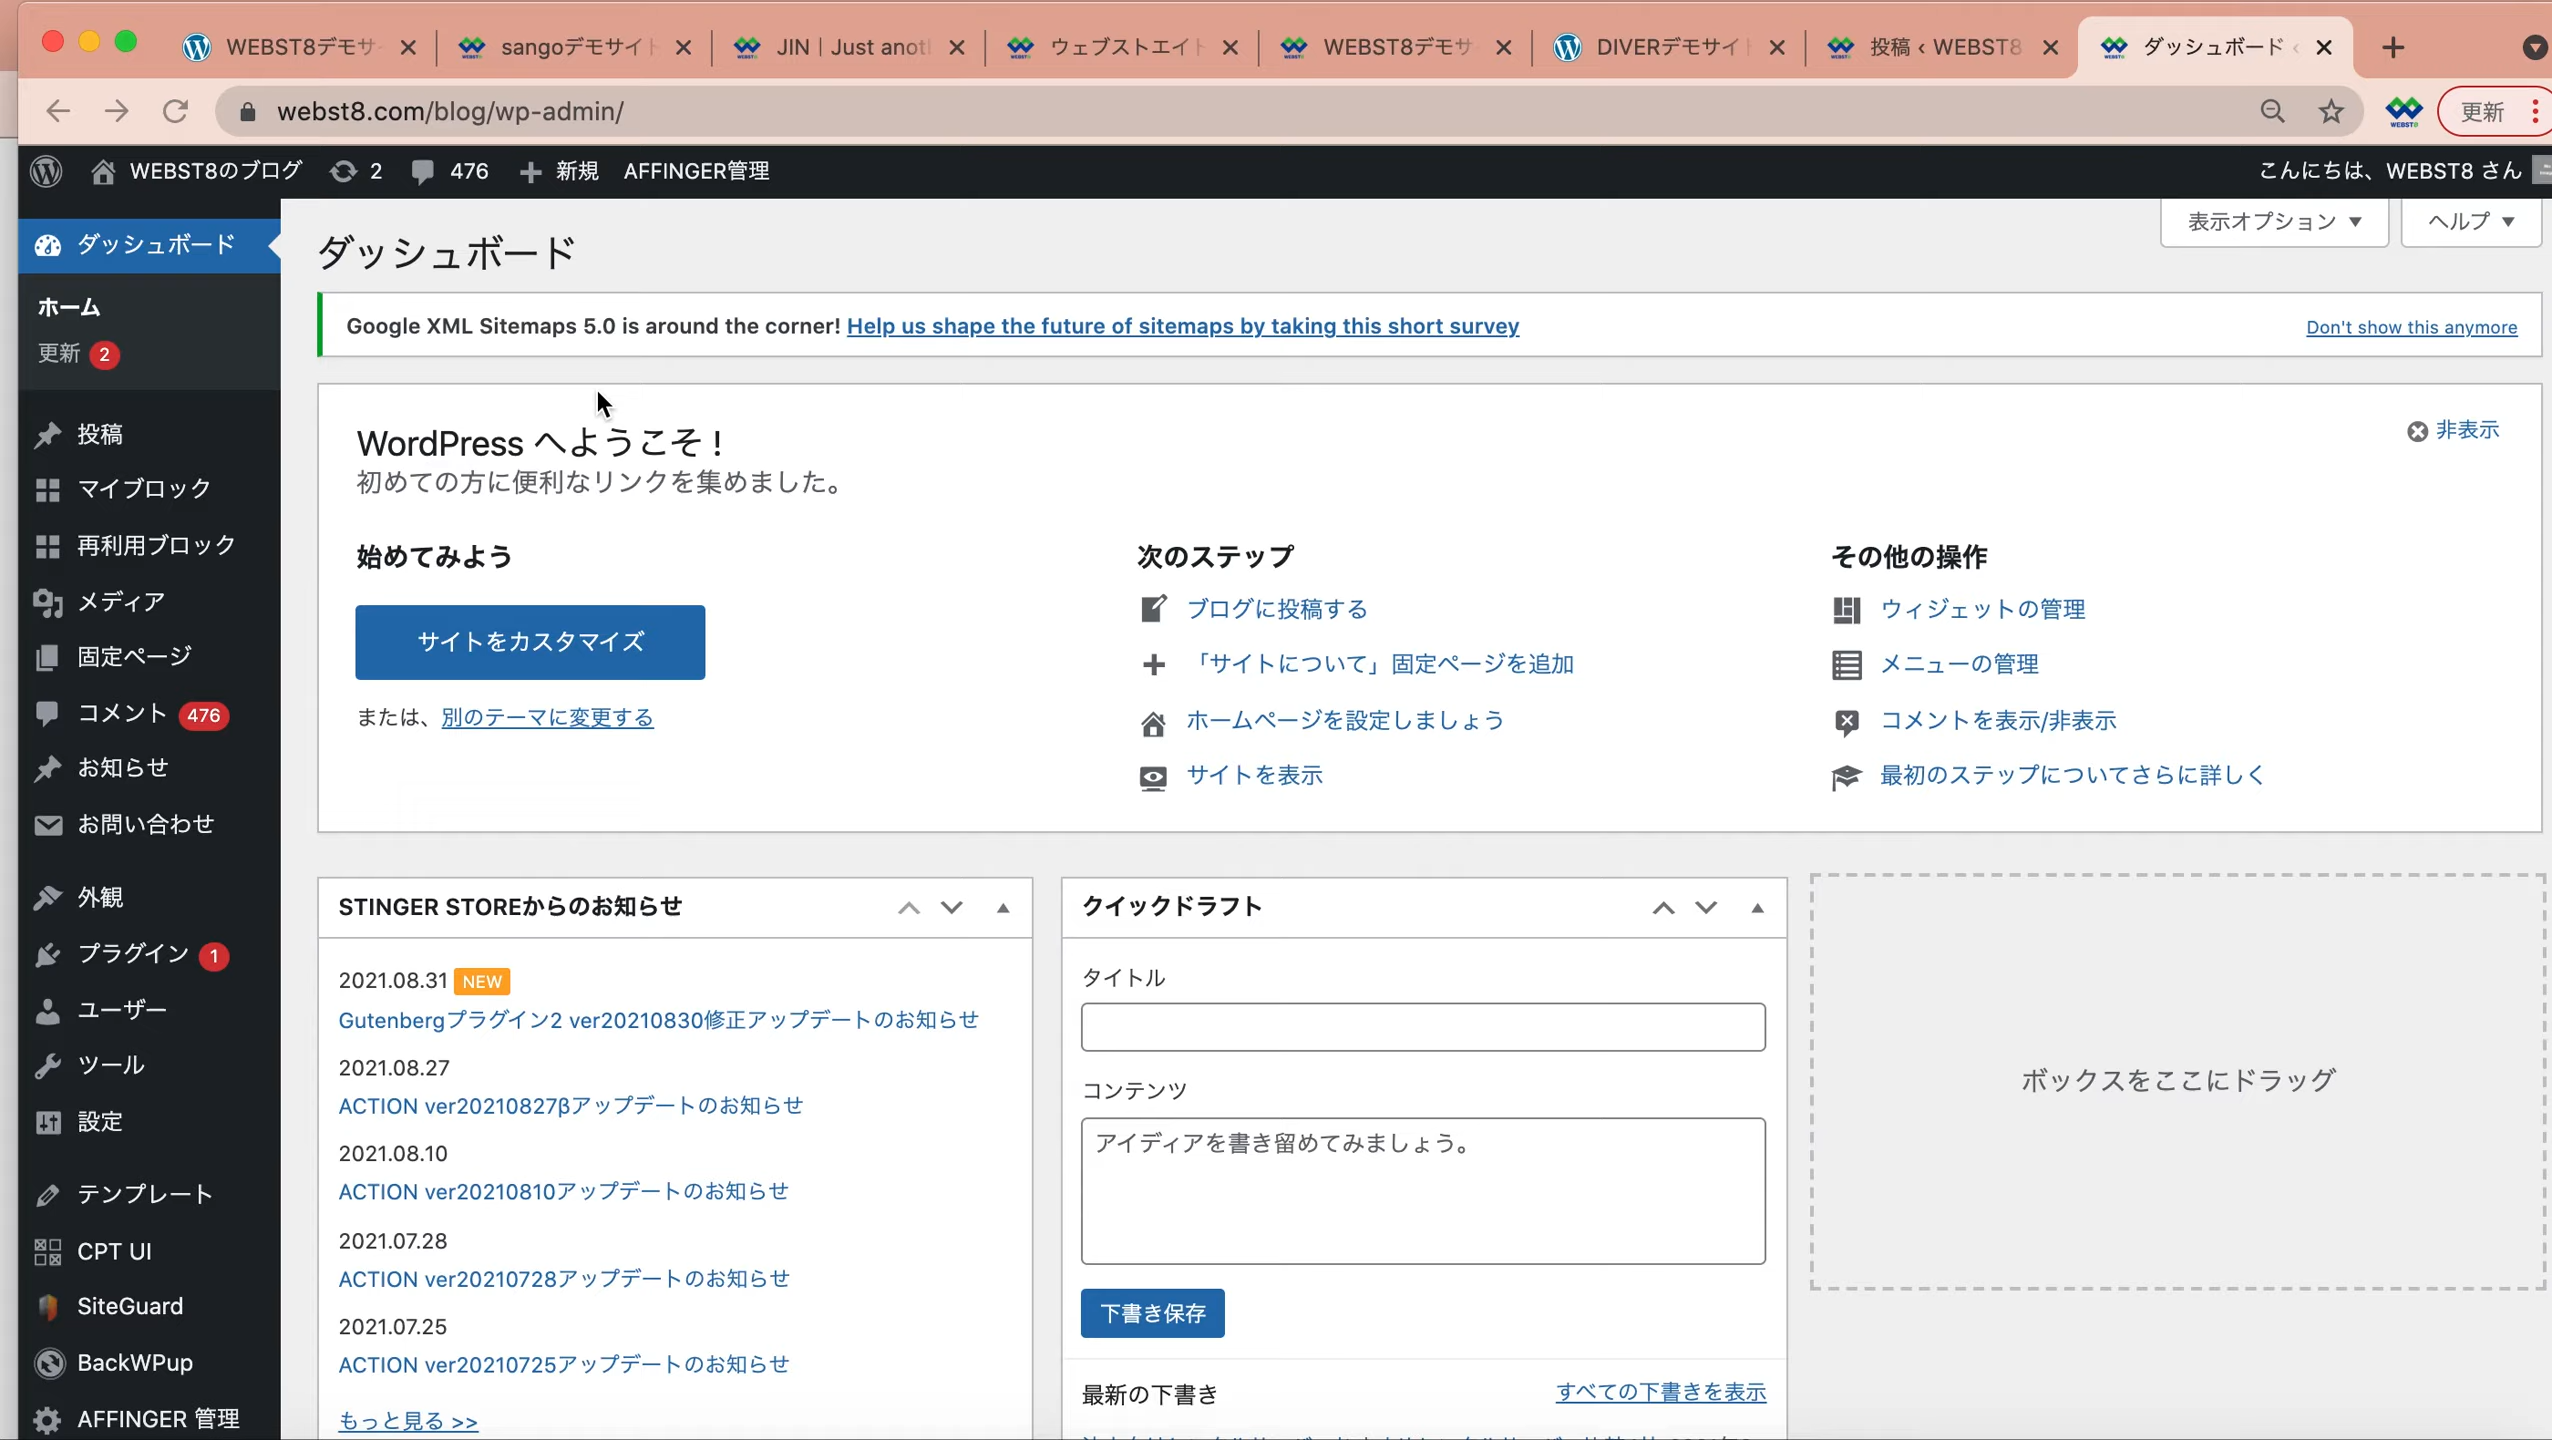 WEBST8デモサ
sangoデモサイト
JIN | Just anot
ウェブストエイト
WEBST8デモサ
DIVERデモサイト
投稿 ‹ WEBST8
ダッシュボード ‹
webst8.com/blog/wp-admin/
更新
WEBST8のブログ
2
476
新規
AFFINGER管理
こんにちは、WEBST8 さん
ダッシュボード
ホーム
更新 2
投稿
マイブロック
再利用ブロック
メディア
固定ページ
コメント 476
お知らせ
お問い合わせ
外観
プラグイン 1
ユーザー
ツール
設定
テンプレート
CPT UI
SiteGuard
BackWPup
AFFINGER 管理
表示オプション ▼
ヘルプ ▼
ダッシュボード
Google XML Sitemaps 5.0 is around the corner! Help us shape the future of sitemaps by taking this short survey
Don't show this anymore
WordPress へようこそ !
初めての方に便利なリンクを集めました。
非表示
始めてみよう
サイトをカスタマイズ
または、別のテーマに変更する
次のステップ
ブログに投稿する
「サイトについて」固定ページを追加
ホームページを設定しましょう
サイトを表示
その他の操作
ウィジェットの管理
メニューの管理
コメントを表示/非表示
最初のステップについてさらに詳しく
STINGER STOREからのお知らせ
2021.08.31 NEW
Gutenbergプラグイン2 ver20210830修正アップデートのお知らせ
2021.08.27
ACTION ver20210827βアップデートのお知らせ
2021.08.10
ACTION ver20210810アップデートのお知らせ
2021.07.28
ACTION ver20210728アップデートのお知らせ
2021.07.25
ACTION ver20210725アップデートのお知らせ
もっと見る >>
クイックドラフト
タイトル
コンテンツ
アイディアを書き留めてみましょう。
下書き保存
最新の下書き
すべての下書きを表示
ボックスをここにドラッグ